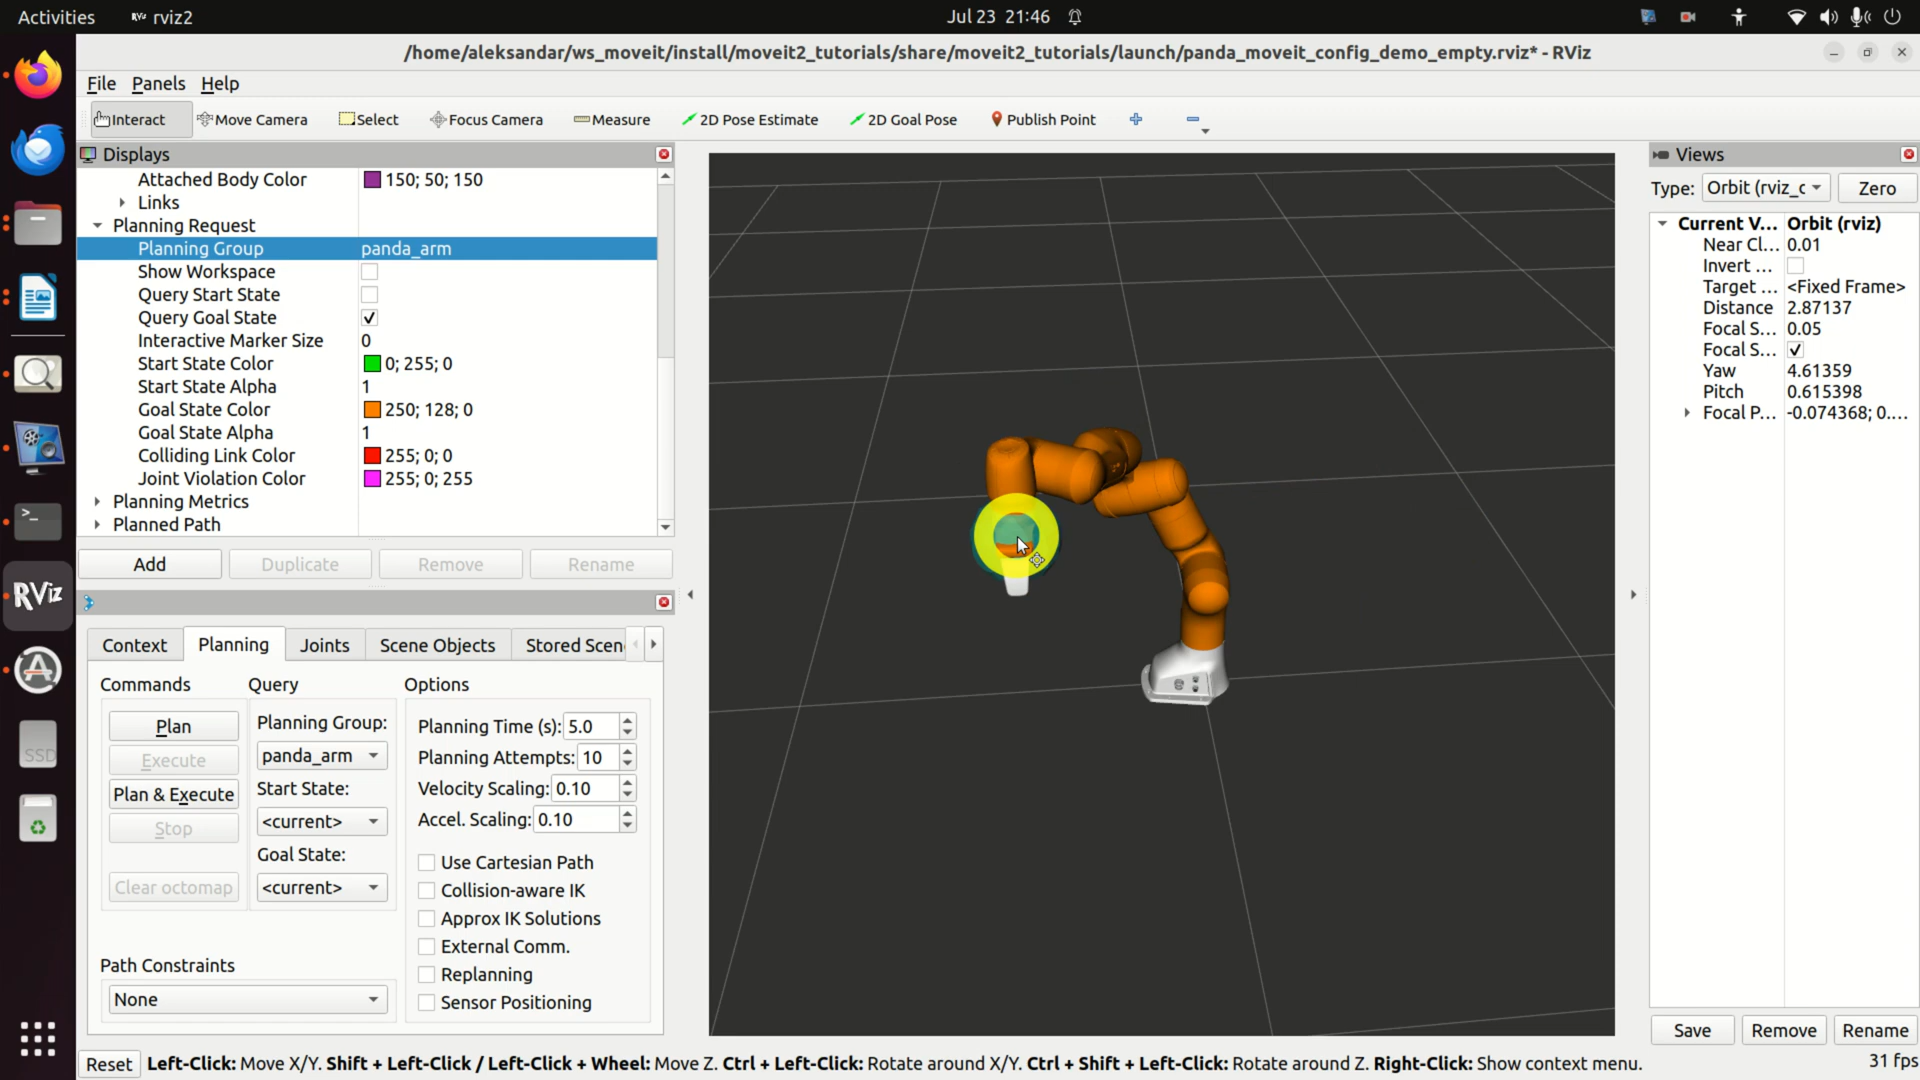 Activities RViz rviz2 Jul 23 21:46
/home/aleksandar/ws_moveit/install/moveit2_tutorials/share/moveit2_tutorials/launch/panda_moveit_config_demo_empty.rviz* - RViz
File Panels Help
Interact Move Camera Select Focus Camera Measure 2D Pose Estimate 2D Goal Pose Publish Point
Displays
Attached Body Color 150; 50; 150
Links
Planning Request
Planning Group panda_arm
Show Workspace
Query Start State
Query Goal State
Interactive Marker Size 0
Start State Color 0; 255; 0
Start State Alpha 1
Goal State Color 250; 128; 0
Goal State Alpha 1
Colliding Link Color 255; 0; 0
Joint Violation Color 255; 0; 255
Planning Metrics
Planned Path
Add Duplicate Remove Rename
Context Planning Joints Scene Objects Stored Scen
Commands Query Options
Plan
Execute
Plan & Execute
Stop
Clear octomap
Planning Group:
panda_arm
Start State:
<current>
Goal State:
<current>
Planning Time (s): 5.0
Planning Attempts: 10
Velocity Scaling: 0.10
Accel. Scaling: 0.10
Use Cartesian Path
Collision-aware IK
Approx IK Solutions
External Comm.
Replanning
Sensor Positioning
Path Constraints
None
Views
Type: Orbit (rviz_c Zero
Current V... Orbit (rviz)
Near Cl... 0.01
Invert ...
Target ... <Fixed Frame>
Distance 2.87137
Focal S... 0.05
Focal S...
Yaw 4.61359
Pitch 0.615398
Focal P... -0.074368; 0....
Save Remove Rename
Reset Left-Click: Move X/Y. Shift + Left-Click / Left-Click + Wheel: Move Z. Ctrl + Left-Click: Rotate around X/Y. Ctrl + Shift + Left-Click: Rotate around Z. Right-Click: Show context menu. 31 fps
RViz
SSD